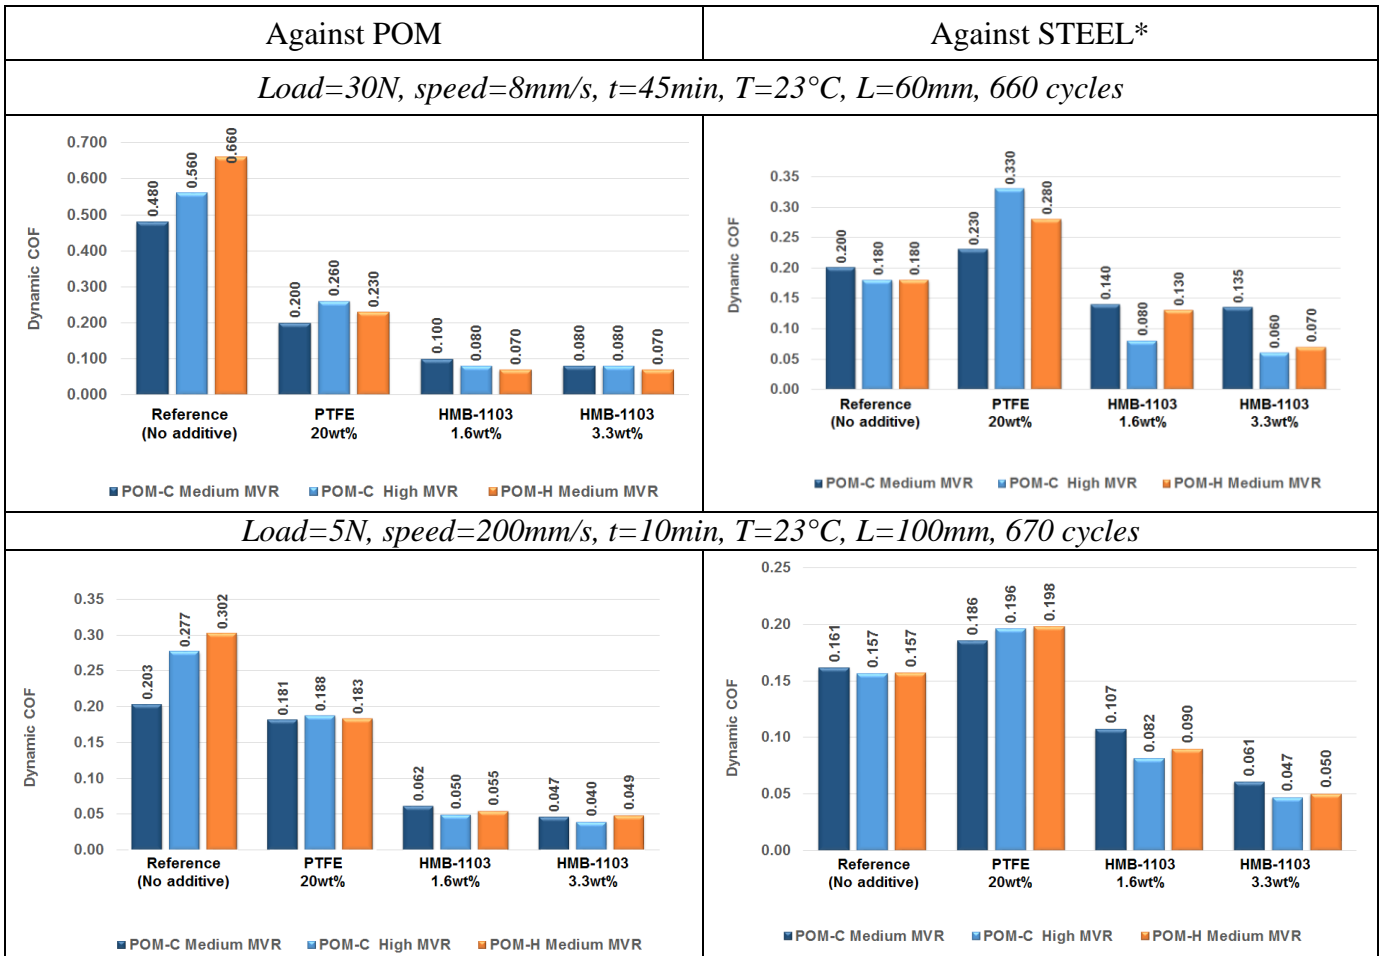 Against POM
Against STEEL*
Load=30N, speed=8mm/s, t=45min, T=23°C, L=60mm, 660 cycles
Dynamic COF
0.700
0.600
0.500
0.400
0.300
0.200
0.100
0.000
0.480
0.560
0.660
0.200
0.260
0.230
0.100
0.080
0.070
0.080
0.080
0.070
Reference
(No additive)
PTFE
20wt%
HMB-1103
1.6wt%
HMB-1103
3.3wt%
POM-C Medium MVR POM-C High MVR POM-H Medium MVR
Dynamic COF
0.35
0.30
0.25
0.20
0.15
0.10
0.05
0.00
0.200
0.180
0.180
0.230
0.330
0.280
0.140
0.080
0.130
0.135
0.060
0.070
Reference
(No additive)
PTFE
20wt%
HMB-1103
1.6wt%
HMB-1103
3.3wt%
POM-C Medium MVR POM-C High MVR POM-H Medium MVR
Load=5N, speed=200mm/s, t=10min, T=23°C, L=100mm, 670 cycles
Dynamic COF
0.35
0.30
0.25
0.20
0.15
0.10
0.05
0.00
0.203
0.277
0.302
0.181
0.188
0.183
0.062
0.050
0.055
0.047
0.040
0.049
Reference
(No additive)
PTFE
20wt%
HMB-1103
1.6wt%
HMB-1103
3.3wt%
POM-C Medium MVR POM-C High MVR POM-H Medium MVR
Dynamic COF
0.25
0.20
0.15
0.10
0.05
0.00
0.161
0.157
0.157
0.186
0.196
0.198
0.107
0.082
0.090
0.061
0.047
0.050
Reference
(No additive)
PTFE
20wt%
HMB-1103
1.6wt%
HMB-1103
3.3wt%
POM-C Medium MVR POM-C High MVR POM-H Medium MVR